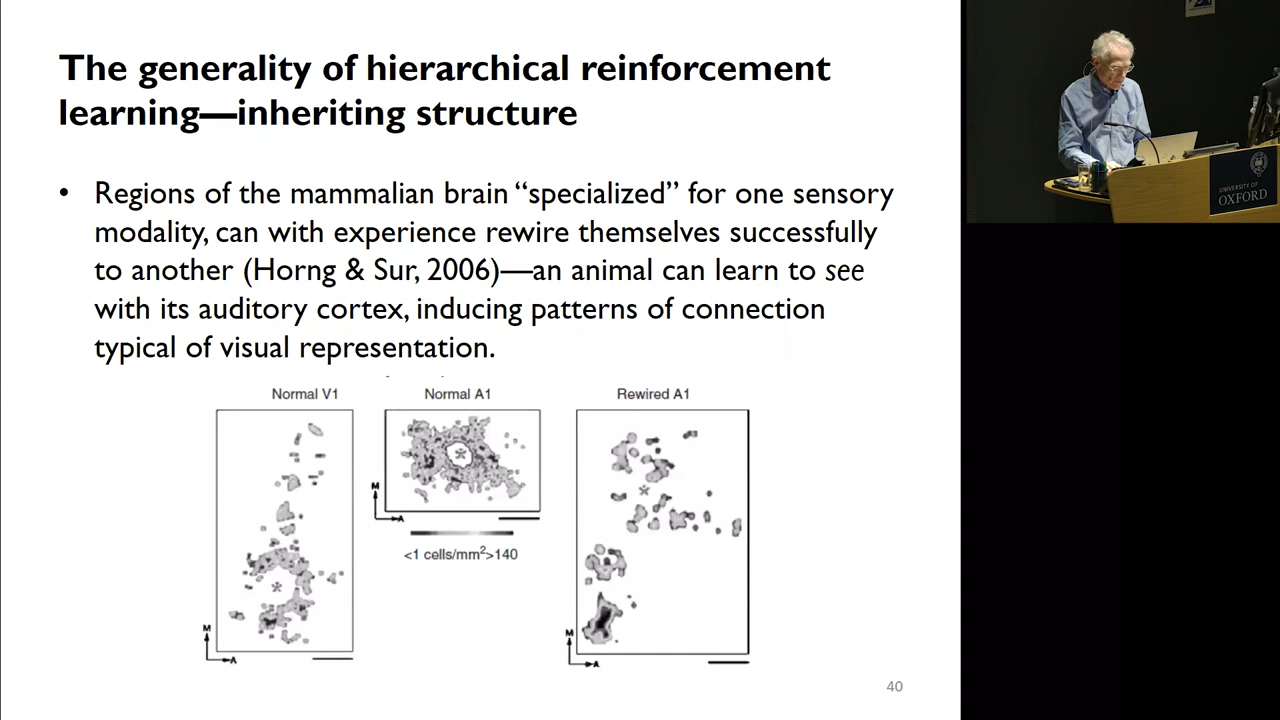 The generality of hierarchical reinforcement
learning—inheriting structure
• Regions of the mammalian brain “specialized” for one sensory
modality, can with experience rewire themselves successfully
to another (Horng & Sur, 2006)—an animal can learn to see
with its auditory cortex, inducing patterns of connection
typical of visual representation.
Normal V1
Normal A1
Rewired A1
M
A
<1 cells/mm²>140
M
A
M
A
40
UNIVERSITY OF
OXFORD